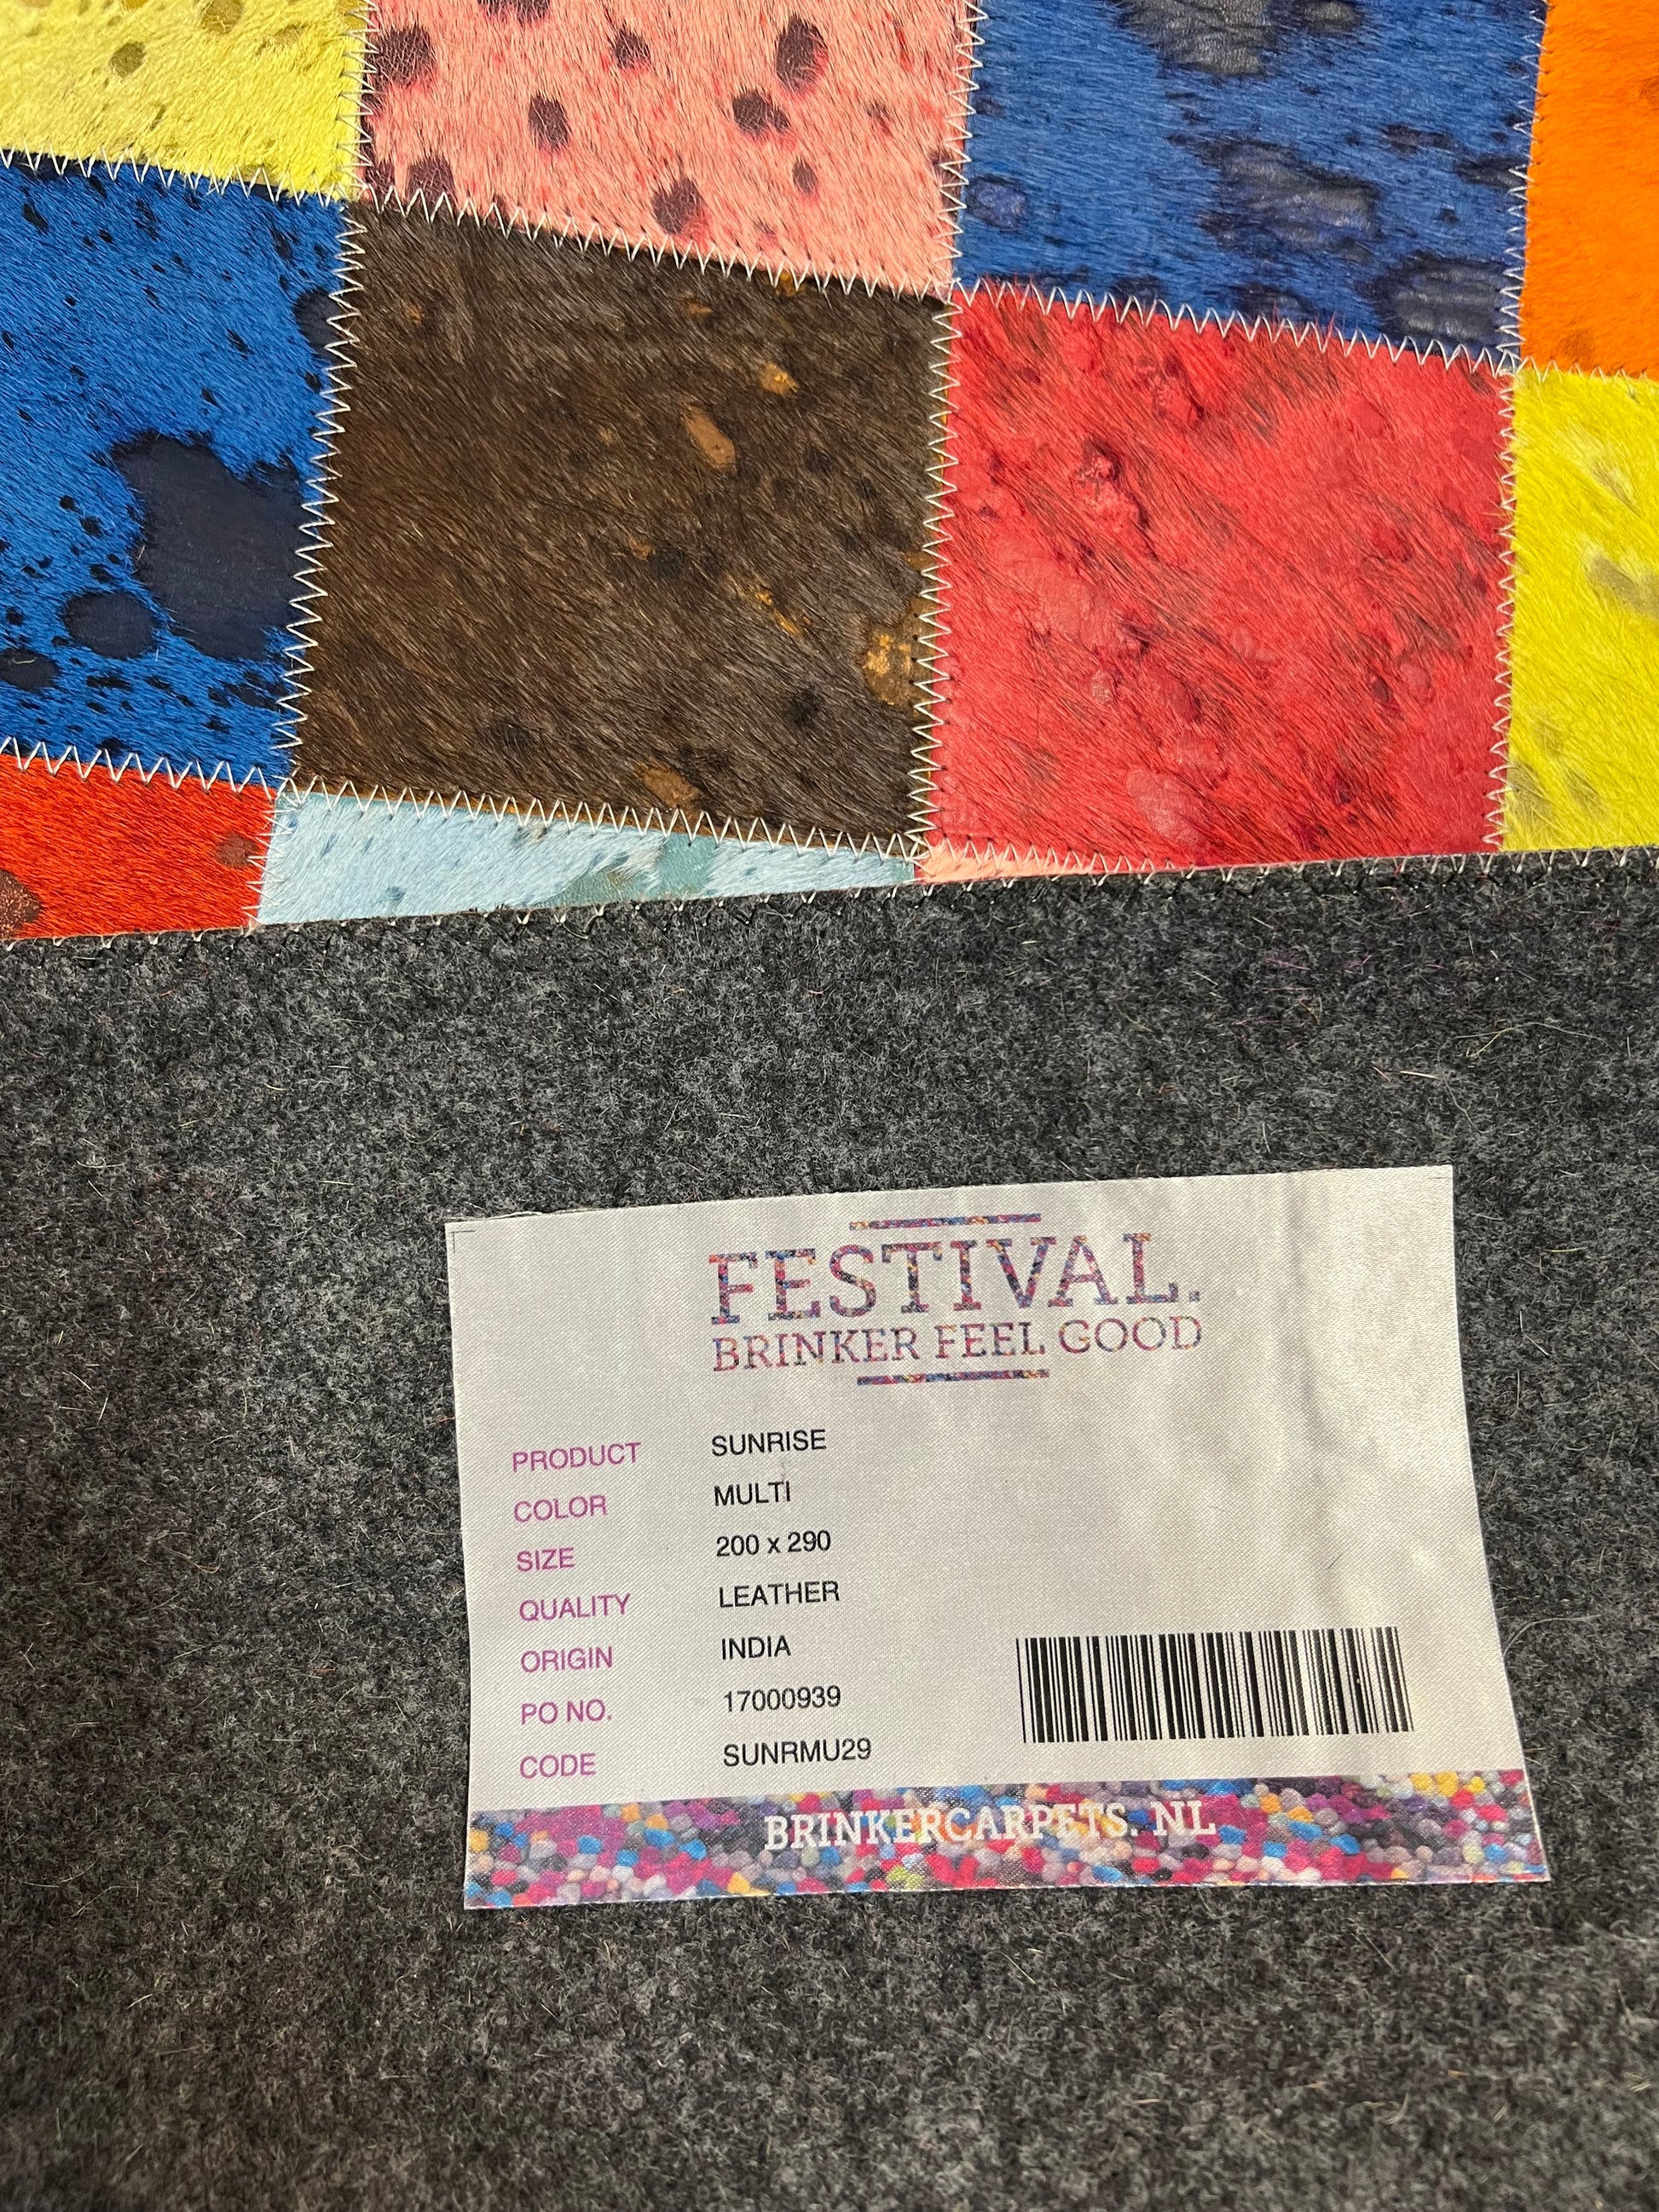 FESTIVAL.
BRINKER FEEL GOOD
PRODUCT SUNRISE
COLOR MULTI
SIZE 200 x 290
QUALITY LEATHER
ORIGIN INDIA
PO NO. 17000939
CODE SUNRMU29
BRINKERCARPETS.NL